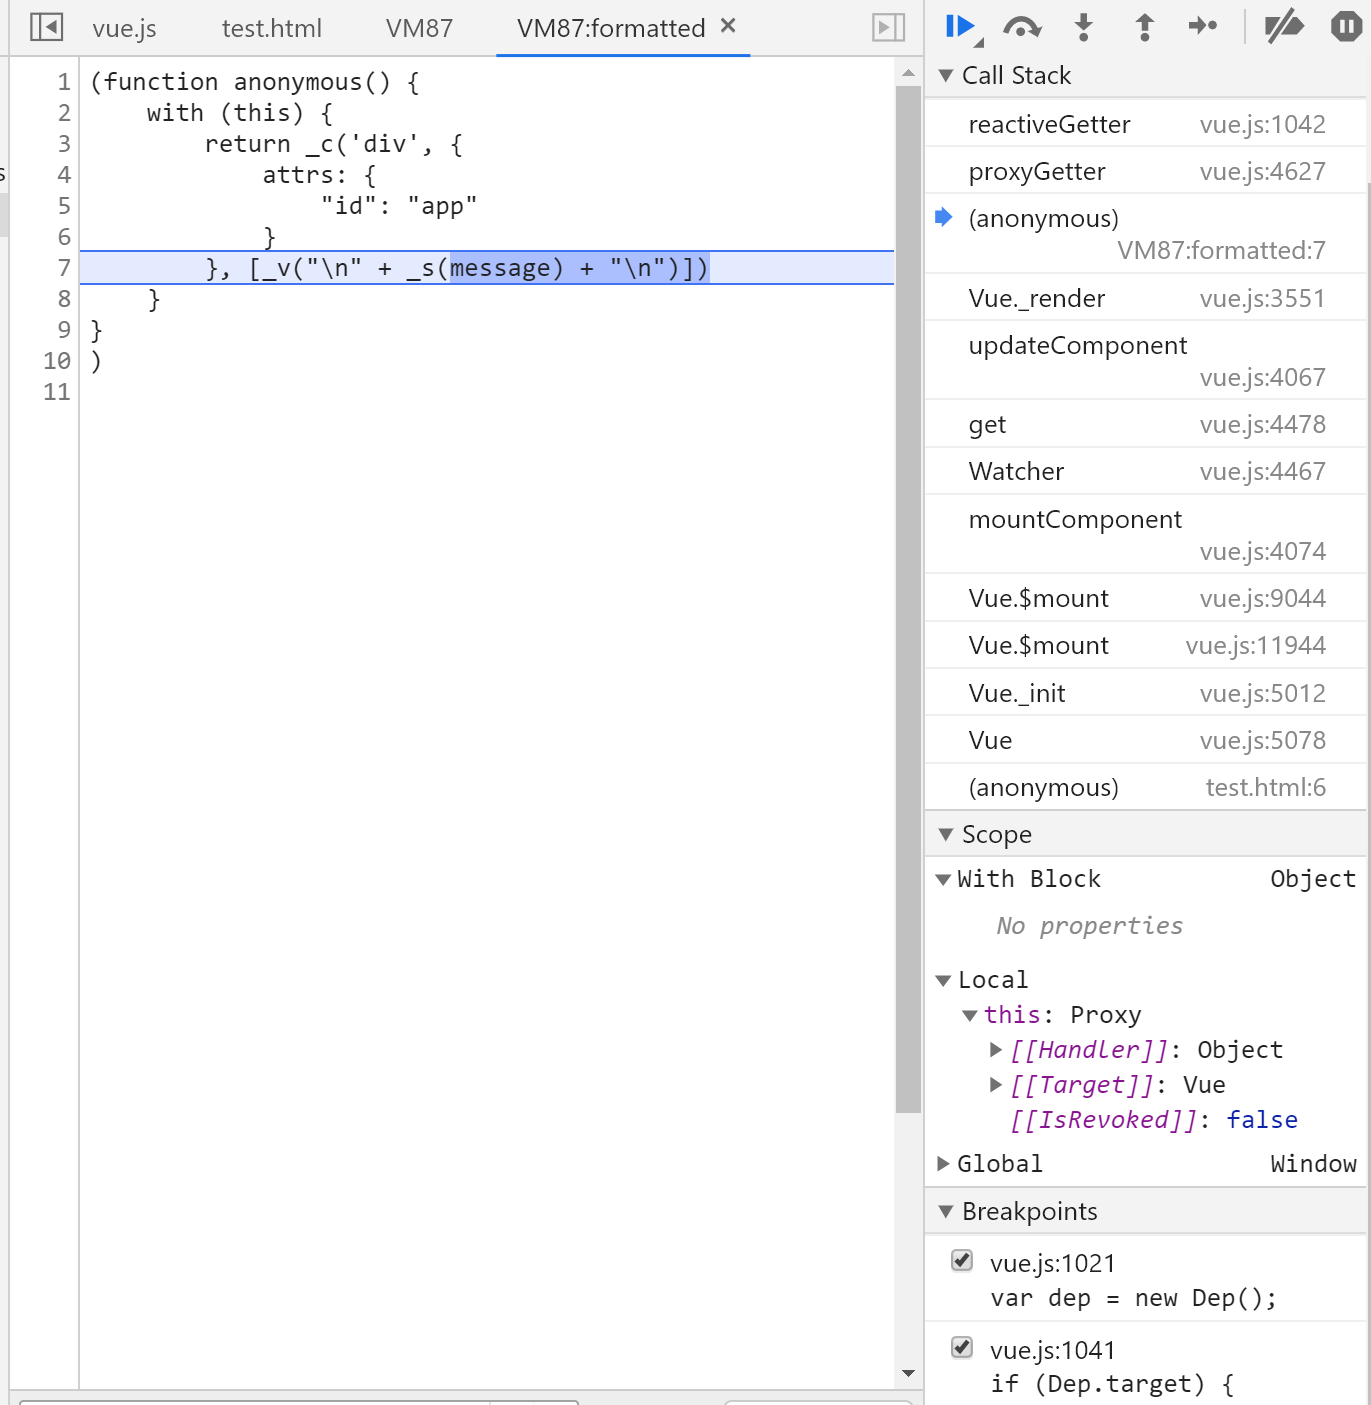 vue.js test.html VM87 VM87:formatted ×
1 (function anonymous() {
2 with (this) {
3 return _c('div', {
4 attrs: {
5 "id": "app"
6 }
7 }, [_v("\n" + _s(message) + "\n")])
8 }
9 }
10 )
11
s
Call Stack
reactiveGetter vue.js:1042
proxyGetter vue.js:4627
(anonymous)
VM87:formatted:7
Vue._render vue.js:3551
updateComponent
vue.js:4067
get vue.js:4478
Watcher vue.js:4467
mountComponent
vue.js:4074
Vue.$mount vue.js:9044
Vue.$mount vue.js:11944
Vue._init vue.js:5012
Vue vue.js:5078
(anonymous) test.html:6
Scope
With Block Object
No properties
Local
this: Proxy
[[Handler]]: Object
[[Target]]: Vue
[[IsRevoked]]: false
Global Window
Breakpoints
vue.js:1021
var dep = new Dep();
vue.js:1041
if (Dep.target) {